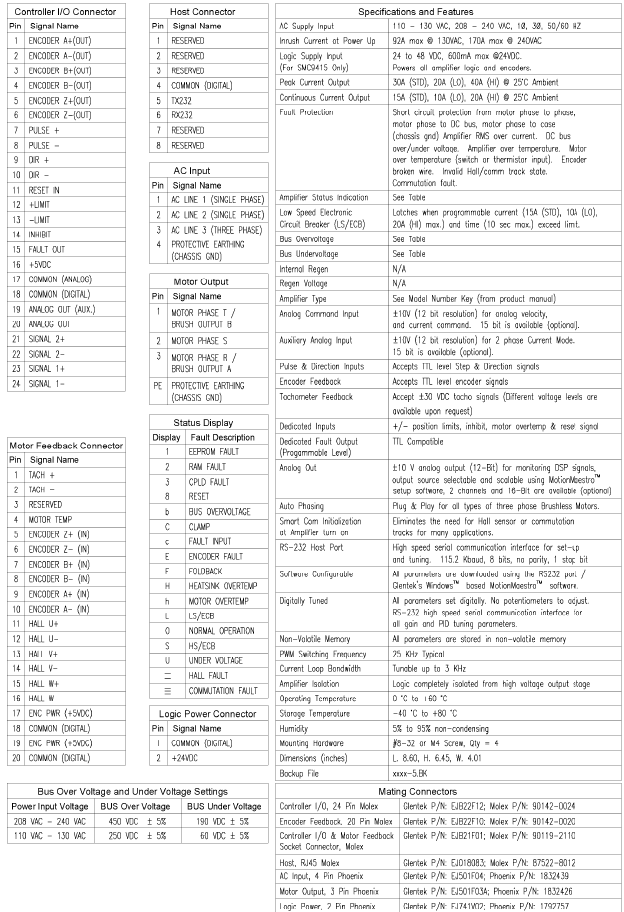 Controller I/O Connector
Pin Signal Name
1 ENCODER A+(OUT)
2 ENCODER A-(OUT)
3 ENCODER B+(OUT)
4 ENCODER B-(OUT)
5 ENCODER Z+(OUT)
6 ENCODER Z-(OUT)
7 PULSE +
8 PULSE -
9 DIR +
10 DIR -
11 RESET IN
12 +LIMIT
13 -LIMIT
14 INHIBIT
15 FAULT OUT
16 +5VDC
17 COMMON (ANALOG)
18 COMMON (DIGITAL)
19 ANALOG OUT (AUX.)
20 ANALOG OUT
21 SIGNAL 2+
22 SIGNAL 2-
23 SIGNAL 1+
24 SIGNAL 1-
Motor Feedback Connector
Pin Signal Name
1 TACH +
2 TACH -
3 RESERVED
4 MOTOR TEMP
5 ENCODER Z+ (IN)
6 ENCODER Z- (IN)
7 ENCODER B+ (IN)
8 ENCODER B- (IN)
9 ENCODER A+ (IN)
10 ENCODER A- (IN)
11 HALL U+
12 HALL U-
13 HALL V+
14 HALL V-
15 HALL W+
16 HALL W
17 ENC PWR (+5VDC)
18 COMMON (DIGITAL)
19 ENC PWR (+5VDC)
20 COMMON (DIGITAL)
Host Connector
Pin Signal Name
1 RESERVED
2 RESERVED
3 RESERVED
4 COMMON (DIGITAL)
5 TX232
6 RX232
7 RESERVED
8 RESERVED
AC Input
Pin Signal Name
1 AC LINE 1 (SINGLE PHASE)
2 AC LINE 2 (SINGLE PHASE)
3 AC LINE 3 (THREE PHASE)
4 PROTECTIVE EARTHING
(CHASSIS GND)
Motor Output
Pin Signal Name
1 MOTOR PHASE T /
BRUSH OUTPUT B
2 MOTOR PHASE S
3 MOTOR PHASE R /
BRUSH OUTPUT A
PE PROTECTIVE EARTHING
(CHASSIS GND)
Status Display
Display Fault Description
1 EEPROM FAULT
2 RAM FAULT
3 CPLD FAULT
8 RESET
b BUS OVERVOLTAGE
C CLAMP
c FAULT INPUT
E ENCODER FAULT
F FOLDBACK
H HEATSINK OVERTEMP
h MOTOR OVERTEMP
L LS/ECB
0 NORMAL OPERATION
S HS/ECB
U UNDER VOLTAGE
二 HALL FAULT
三 COMMUTATION FAULT
Logic Power Connector
Pin Signal Name
1 COMMON (DIGITAL)
2 +24VDC
Specifications and Features
AC Supply Input 110 - 130 VAC, 208 - 240 VAC, 1Ø, 3Ø, 50/60 HZ
Inrush Current at Power Up 92A max @ 130VAC, 170A max @ 240VAC
Logic Supply Input 24 to 48 VDC, 600mA max @24VDC.
(For SMC9415 Only) Powers all amplifier logic and encoders.
Peak Current Output 30A (STD), 20A (LO), 40A (HI) @ 25'C Ambient
Continuous Current Output 15A (STD), 10A (LO), 20A (HI) @ 25'C Ambient
Fault Protection Short circuit protection from motor phase to phase,
motor phase to DC bus, motor phase to case
(chassis gnd) Amplifier RMS over current. DC bus
over/under voltage. Amplifier over temperature. Motor
over temperature (switch or thermistor input). Encoder
broken wire. Invalid Hall/comm track state.
Commutation fault.
Amplifier Status Indication See Table
Low Speed Electronic Latches when programmable current (15A (STD), 10A (LO),
Circuit Breaker (LS/ECB) 20A (HI) max.) and time (10 sec max.) exceed limit.
Bus Overvoltage See Table
Bus Undervoltage See Table
Internal Regen N/A
Regen Voltage N/A
Amplifier Type See Model Number Key (from product manual)
Analog Command Input ±10V (12 bit resolution) for analog velocity,
and current command. 15 bit is available (optional).
Auxiliary Analog Input ±10V (12 bit resolution) for 2 phase Current Mode.
15 bit is available (optional).
Pulse & Direction Inputs Accepts TTL level Step & Direction signals
Encoder Feedback Accepts TTL level encoder signals
Tachometer Feedback Accept ±30 VDC tacho signals (Different voltage levels are
available upon request)
Dedicated Inputs +/- position limits, inhibit, motor overtemp & reset signal
Dedicated Fault Output TTL Compatible
(Progammable Level)
Analog Out ±10 V analog output (12-Bit) for monitoring DSP signals,
output source selectable and scalable using MotionMaestro™
setup software, 2 channels and 16-Bit are available (optional)
Auto Phasing Plug & Play for all types of three phase Brushless Motors.
Smart Com Initialization Eliminates the need for Hall sensor or commutation
at Amplifier turn on tracks for many applications.
RS-232 Host Port High speed serial communication interface for set-up
and tuning. 115.2 Kbaud, 8 bits, no parity, 1 stop bit
Software Configurable All parameters are downloaded using the RS232 port /
Glentek's Windows™ based MotionMaestro™ software.
Digitally Tuned All parameters set digitally. No potentiometers to adjust.
RS-232 high speed serial communication interface for
all gain and PID tuning parameters.
Non-Volatile Memory All parameters are stored in non-volatile memory
PWM Switching Frequency 25 KHz Typical
Current Loop Bandwidth Tunable up to 3 KHz
Amplifier Isolation Logic completely isolated from high voltage output stage
Operating Temperature 0 °C to +60 °C
Storage Temperature -40 °C to +80 °C
Humidity 5% to 95% non-condensing
Mounting Hardware #8-32 or M4 Screw, Qty = 4
Dimensions (inches) L. 8.60, H. 6.45, W. 4.01
Backup File xxxx-5.BK
Bus Over Voltage and Under Voltage Settings
Power Input Voltage BUS Over Voltage BUS Under Voltage
208 VAC - 240 VAC 450 VDC ± 5% 190 VDC ± 5%
110 VAC - 130 VAC 250 VDC ± 5% 60 VDC ± 5%
Mating Connectors
Controller I/O, 24 Pin Molex Glentek P/N: EJB22F12; Molex P/N: 90142-0024
Encoder Feedback, 20 Pin Molex Glentek P/N: EJB22F10; Molex P/N: 90142-0020
Controller I/O & Motor Feedback Glentek P/N: EJB21F01; Molex P/N: 90119-2110
Socket Connector, Molex
Host, RJ45 Molex Glentek P/N: EJ018083; Molex P/N: 87522-8012
AC Input, 4 Pin Phoenix Glentek P/N: EJ501F04; Phoenix P/N: 1832439
Motor Output, 3 Pin Phoenix Glentek P/N: EJ501F03A; Phoenix P/N: 1832426
Logic Power, 2 Pin Phoenix Glentek P/N: EJ741V02; Phoenix P/N: 1792757